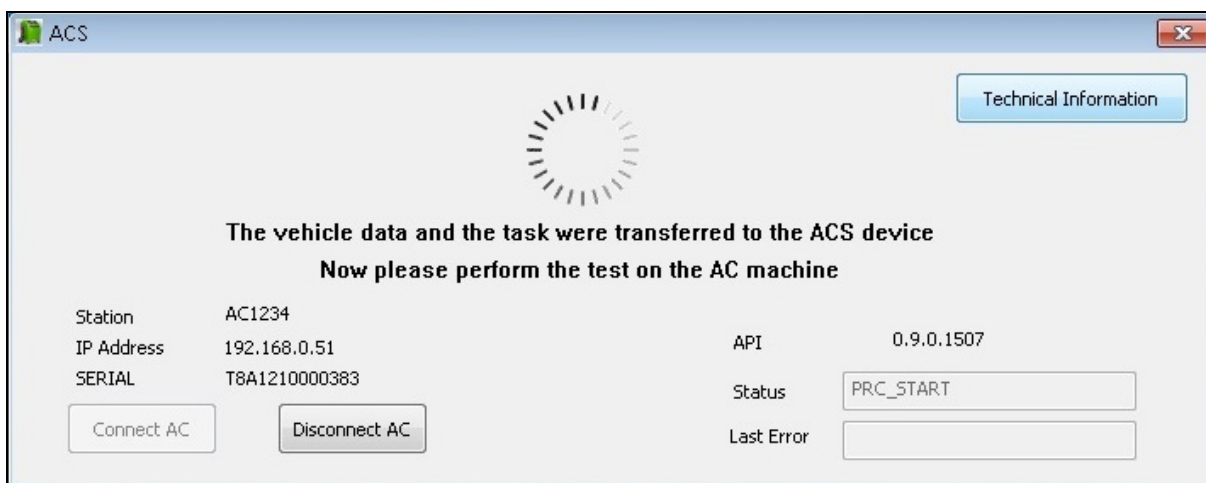 ACS
Technical Information
The vehicle data and the task were transferred to the ACS device
Now please perform the test on the AC machine
Station AC1234
IP Address 192.168.0.51
SERIAL T8A1210000383
API 0.9.0.1507
Status PRC_START
Last Error
Connect AC Disconnect AC